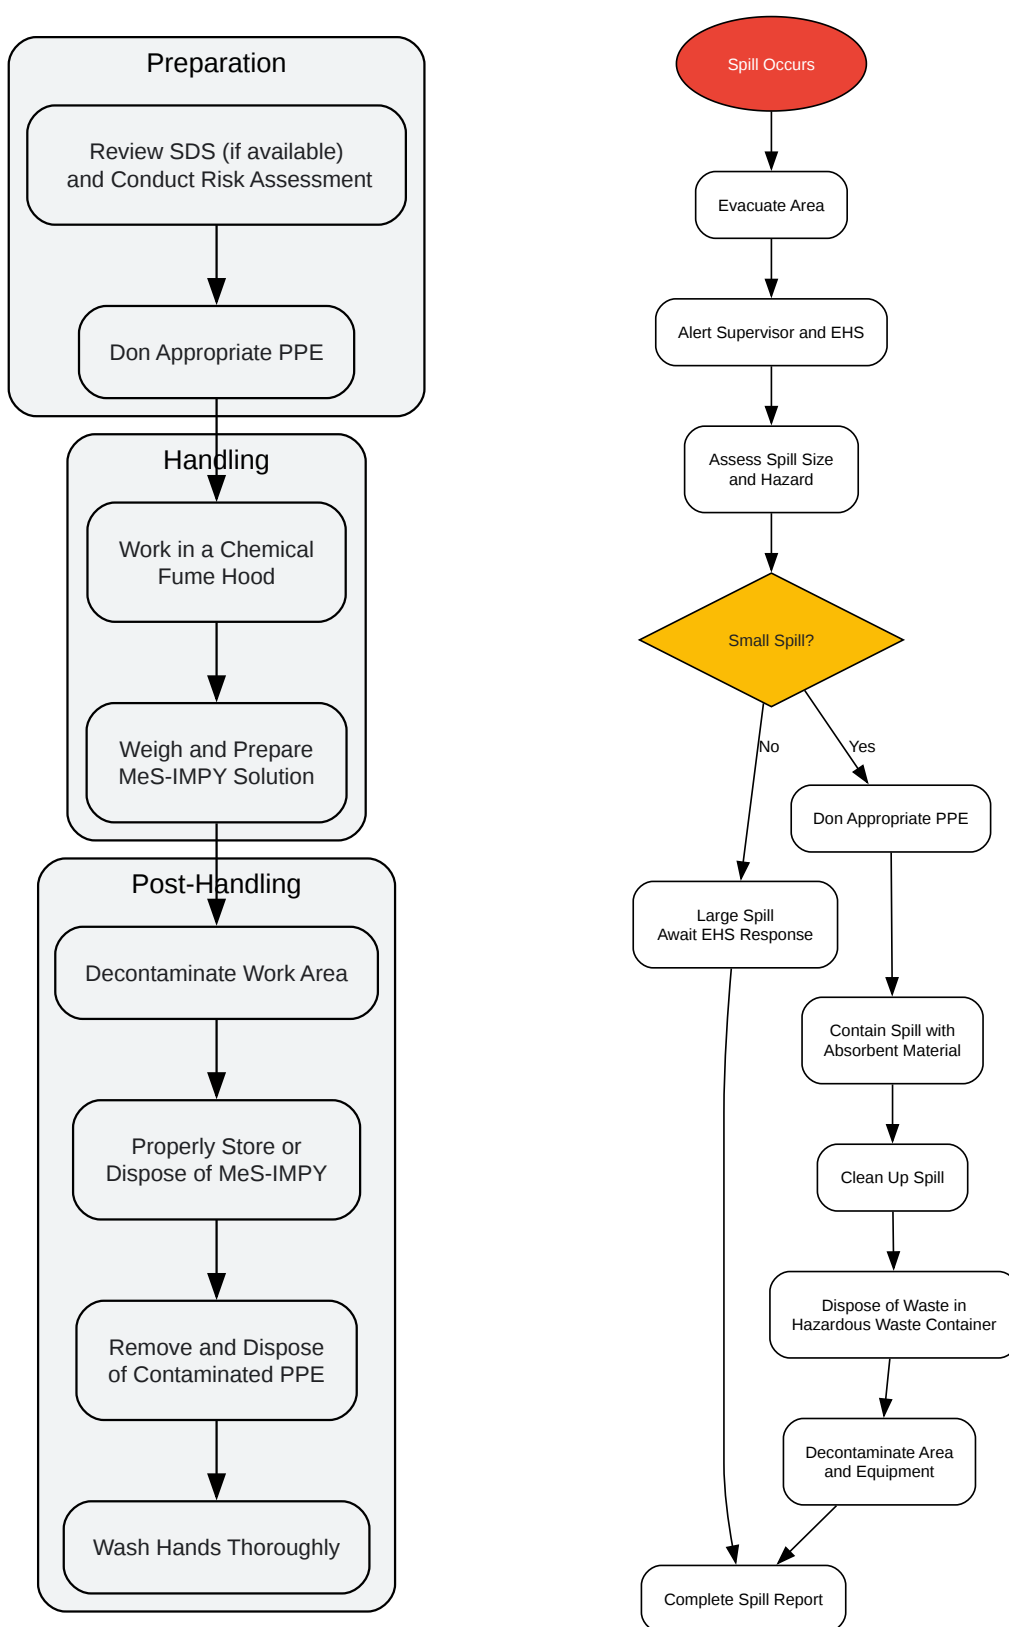 Preparation
Review SDS (if available)
and Conduct Risk Assessment
Don Appropriate PPE
Handling
Work in a Chemical
Fume Hood
Weigh and Prepare
MeS-IMPY Solution
Post-Handling
Decontaminate Work Area
Properly Store or
Dispose of MeS-IMPY
Remove and Dispose
of Contaminated PPE
Wash Hands Thoroughly
Spill Occurs
Evacuate Area
Alert Supervisor and EHS
Assess Spill Size
and Hazard
Small Spill?
No
Yes
Don Appropriate PPE
Large Spill
Await EHS Response
Contain Spill with
Absorbent Material
Clean Up Spill
Dispose of Waste in
Hazardous Waste Container
Decontaminate Area
and Equipment
Complete Spill Report